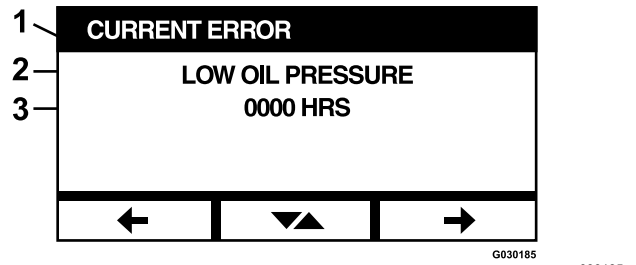 1 CURRENT ERROR
2 LOW OIL PRESSURE
3 0000 HRS
G030185